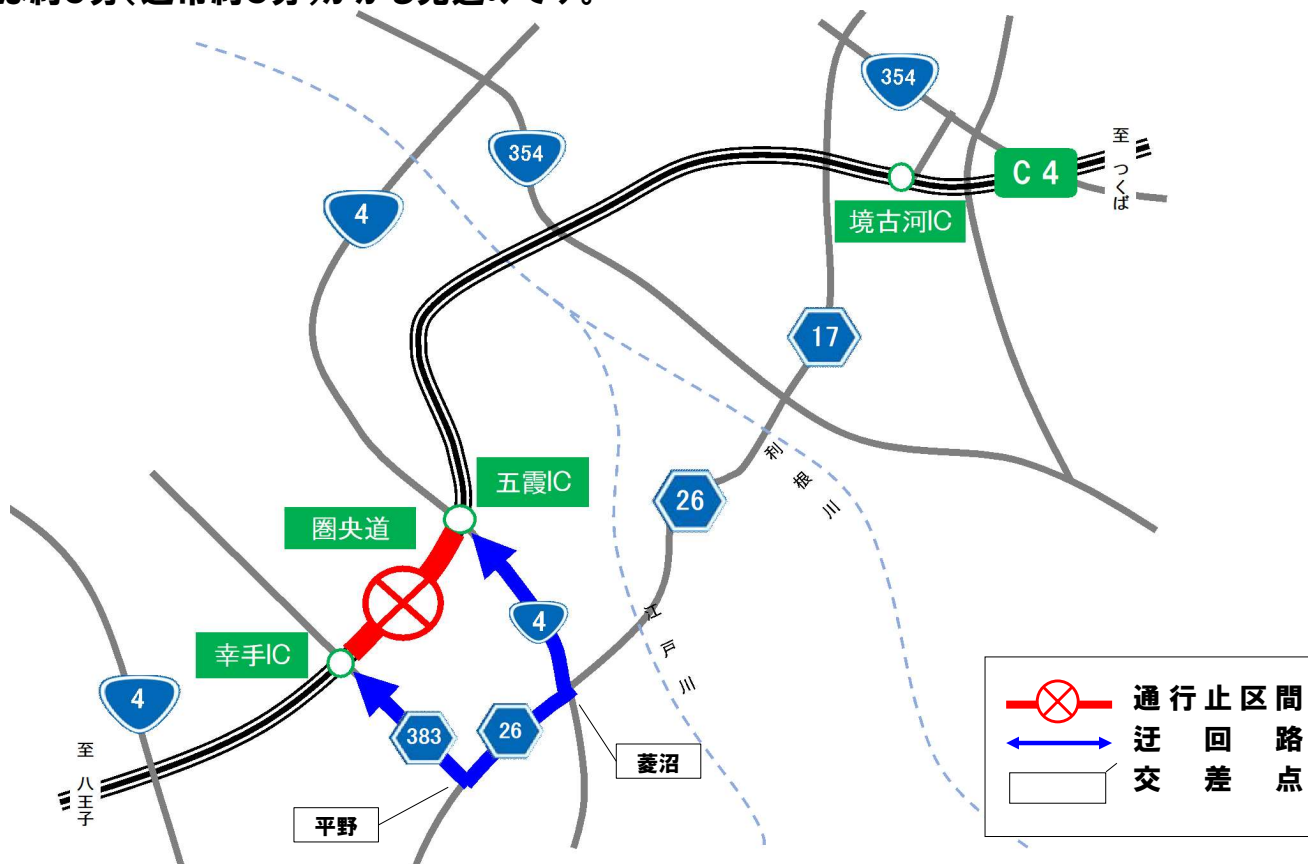 354
354
4
C 4
至 つくば
境古河IC
17
五霞IC
26
利根川
圏央道
4
江戸川
幸手IC
4
383
26
菱沼
平野
至 八王子
通行止区間
迂回路
交差点